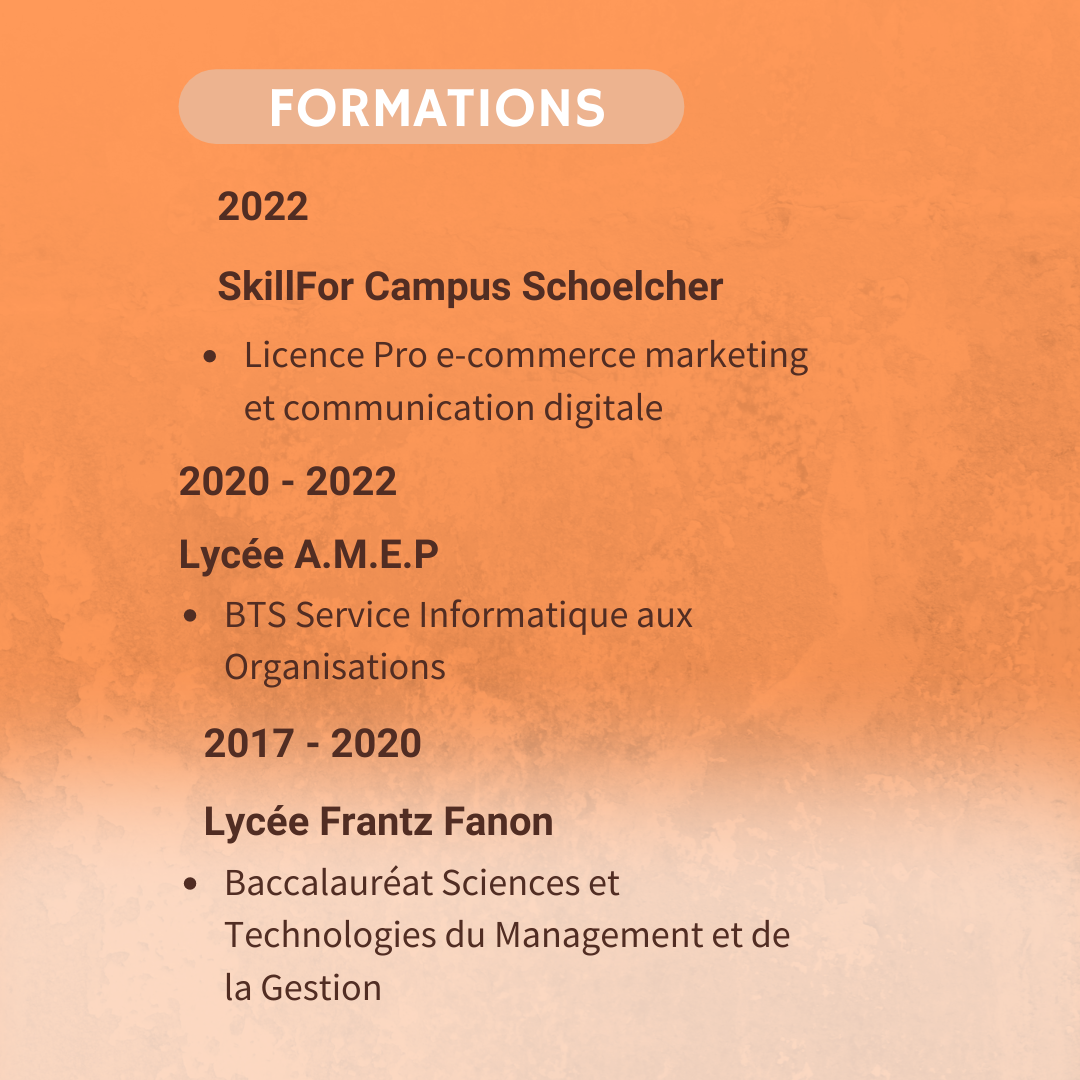 FORMATIONS
2022
SkillFor Campus Schoelcher
• Licence Pro e-commerce marketing
et communication digitale
2020 - 2022
Lycée A.M.E.P
• BTS Service Informatique aux
Organisations
2017 - 2020
Lycée Frantz Fanon
• Baccalauréat Sciences et
Technologies du Management et de
la Gestion